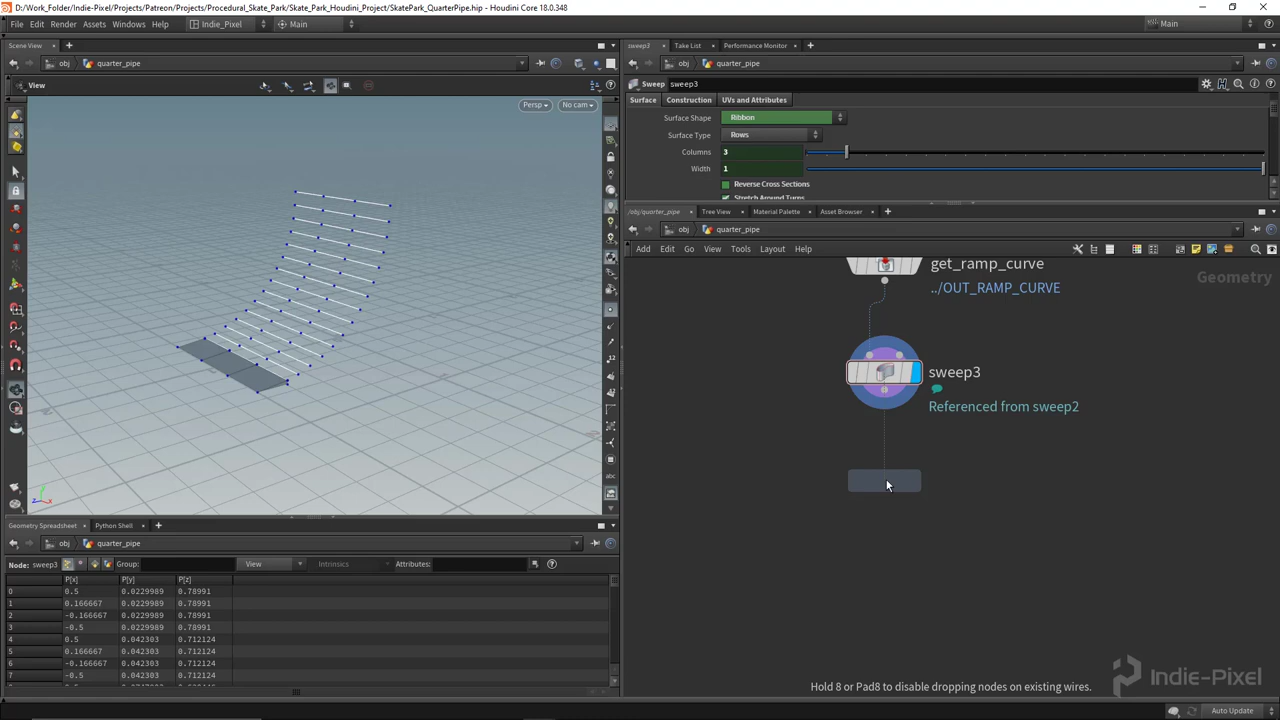 D:/Work_Folder/Indie-Pixel/Projects/Patreon/Projects/Procedural_Skate_Park/Skate_Park_Houdini_Project/SkatePark_QuarterPipe.hip - Houdini Core 18.0.348
File Edit Render Assets Windows Help Indie_Pixel Main Main
Scene View
obj quarter_pipe
View
Persp No cam
z x
abc
Geometry Spreadsheet Python Shell
obj quarter_pipe
Node: sweep3 Group: View Intrinsics Attributes:
P[x] P[y] P[z]
0 0.5 0.0229989 0.78991
1 0.166667 0.0229989 0.78991
2 -0.166667 0.0229989 0.78991
3 -0.5 0.0229989 0.78991
4 0.5 0.042303 0.712124
5 0.166667 0.042303 0.712124
6 -0.166667 0.042303 0.712124
7 -0.5 0.042303 0.712124
sweep3 Take List Performance Monitor
obj quarter_pipe
Sweep sweep3
Surface Construction UVs and Attributes
Surface Shape Ribbon
Surface Type Rows
Columns 3
Width 1
Reverse Cross Sections
Stretch Around Turns
/obj/quarter_pipe Tree View Material Palette Asset Browser
obj quarter_pipe
Add Edit Go View Tools Layout Help
Geometry
get_ramp_curve
../OUT_RAMP_CURVE
sweep3
Referenced from sweep2
Hold 8 or Pad8 to disable dropping nodes on existing wires.
Indie-Pixel
Auto Update